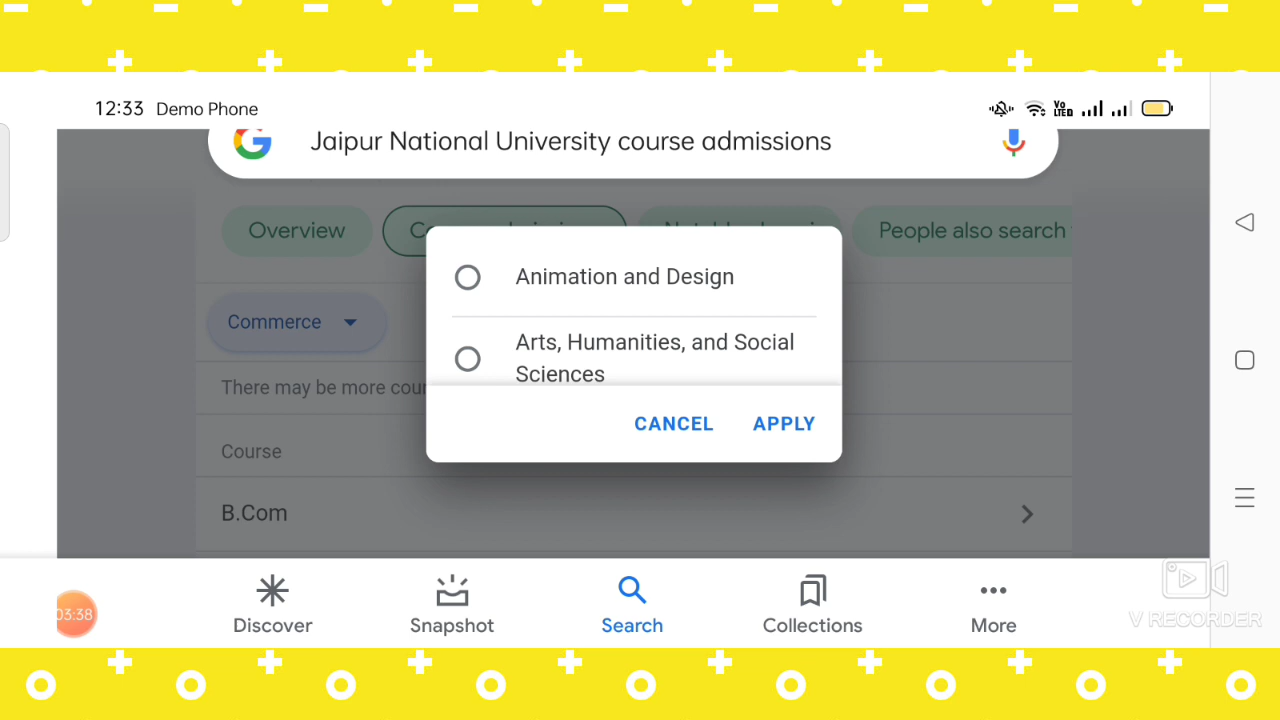 12:33 Demo Phone
Jaipur National University course admissions
Overview
People also search
Commerce
Animation and Design
Arts, Humanities, and Social
Sciences
There may be more
CANCEL APPLY
Course
B.Com
03:38
Discover Snapshot Search Collections More
V RECORDER